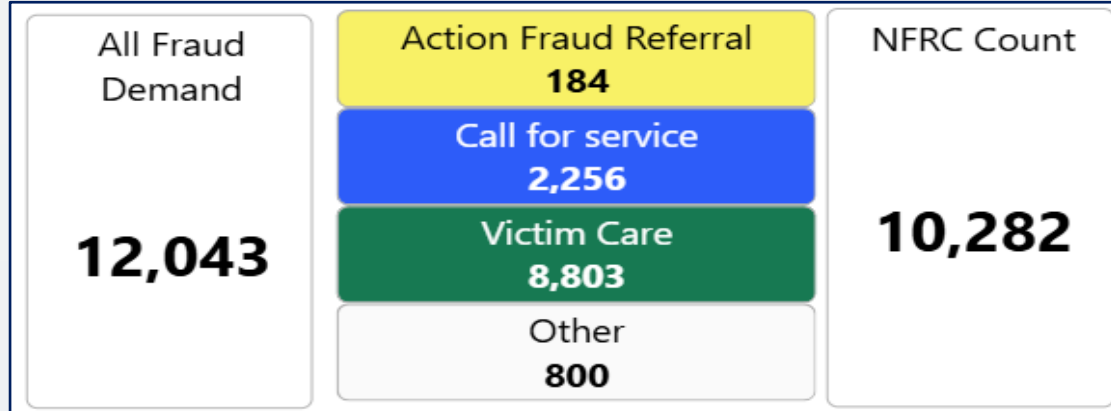 All Fraud
Demand
12,043
Action Fraud Referral
184
Call for service
2,256
Victim Care
8,803
Other
800
NFRC Count
10,282